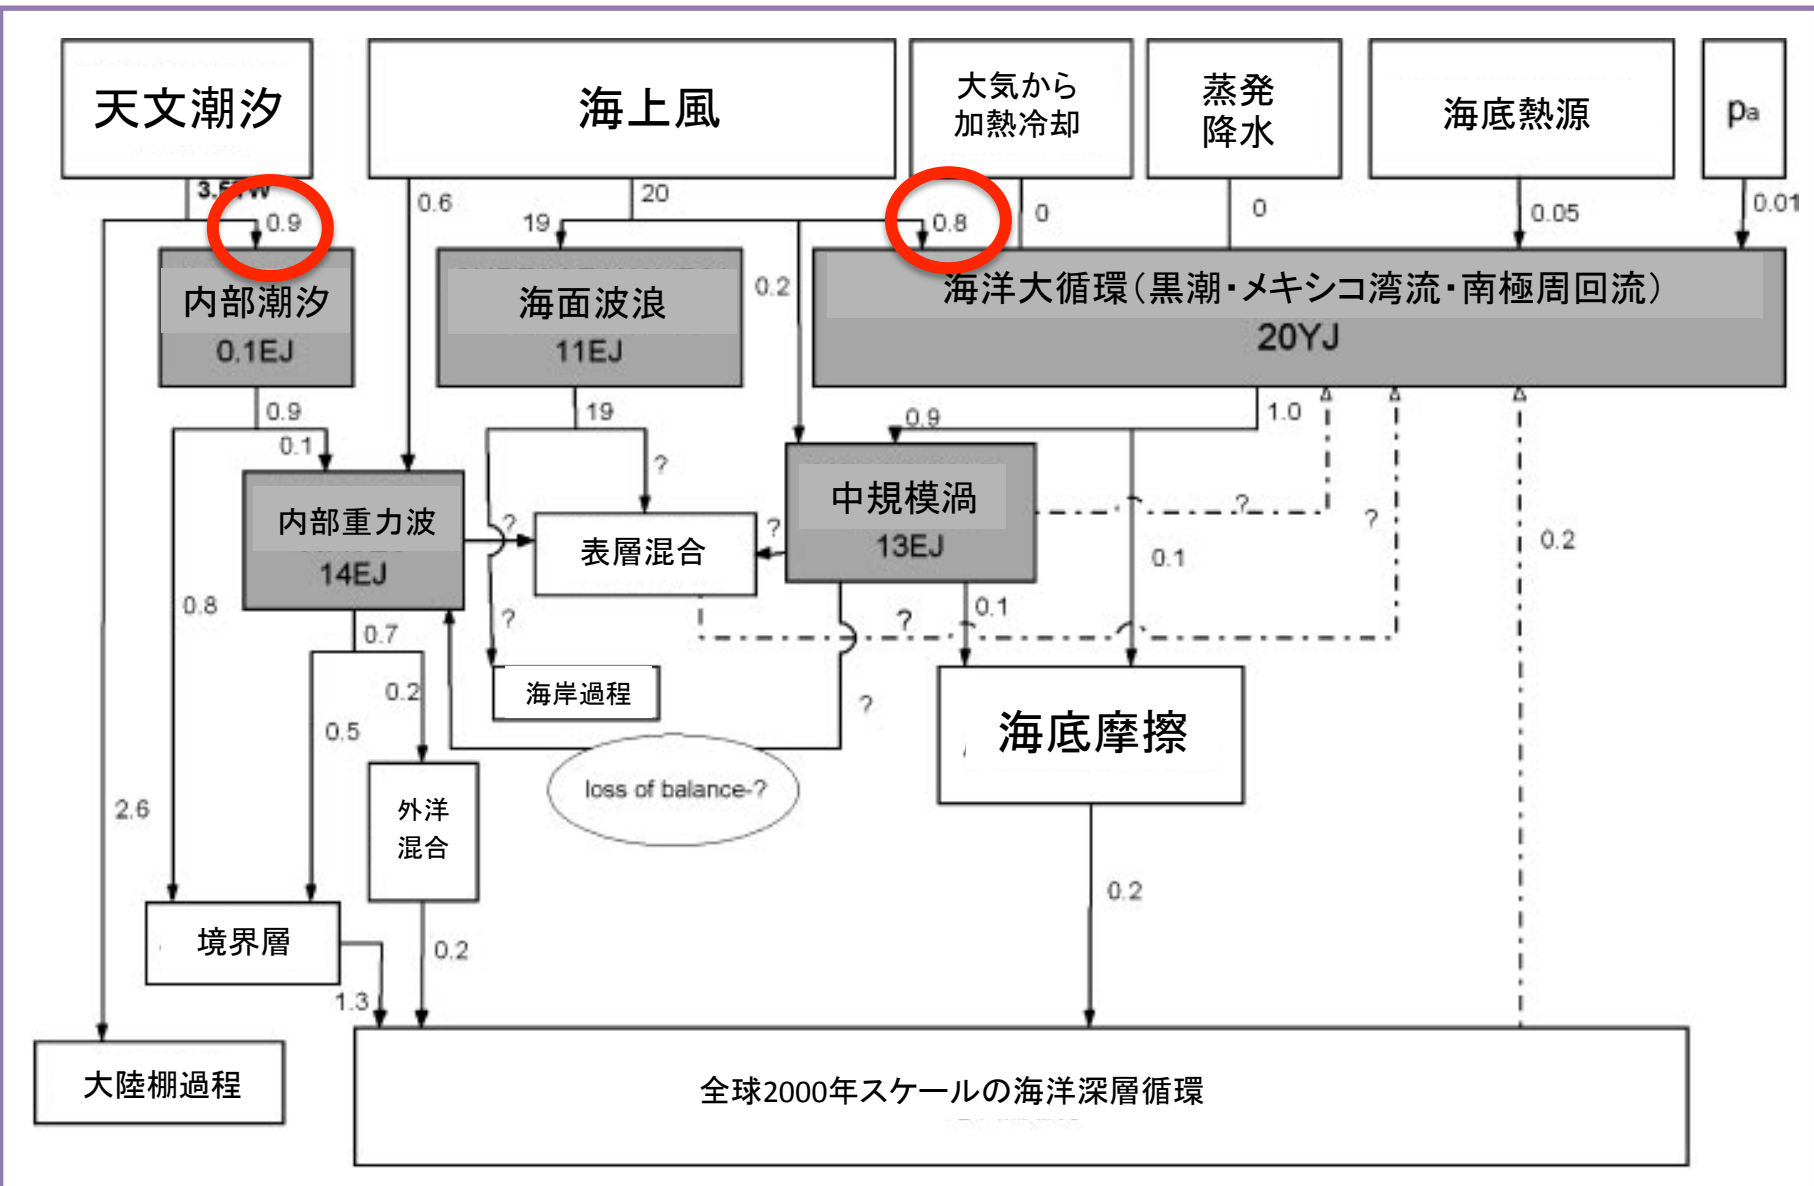 天文潮汐
海上風
大気から
加熱冷却
蒸発
降水
海底熱源
pa
0.9
0.6
20
19
0.8
0
0
0.05
0.01
0.2
内部潮汐
0.1EJ
海面波浪
11EJ
海洋大循環(黒潮・メキシコ湾流・南極周回流)
20YJ
0.9
0.1
19
?
0.9
1.0
内部重力波
14EJ
?
表層混合
?
中規模渦
13EJ
?
?
0.2
0.1
0.8
0.7
?
?
0.1
0.2
海岸過程
?
海底摩擦
0.5
loss of balance-?
2.6
外洋
混合
0.2
境界層
0.2
1.3
大陸棚過程
全球2000年スケールの海洋深層循環